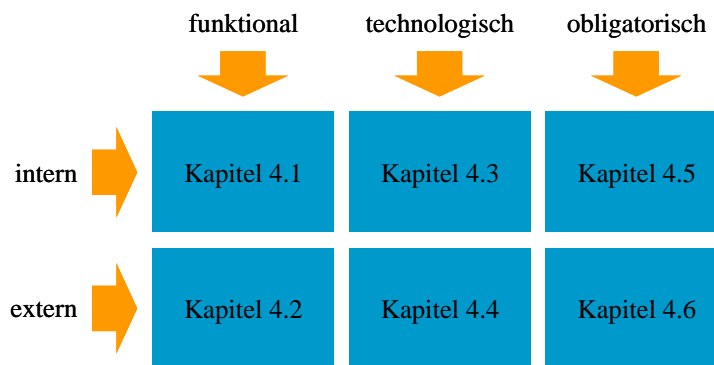 funktional technologisch obligatorisch
intern Kapitel 4.1 Kapitel 4.3 Kapitel 4.5
extern Kapitel 4.2 Kapitel 4.4 Kapitel 4.6